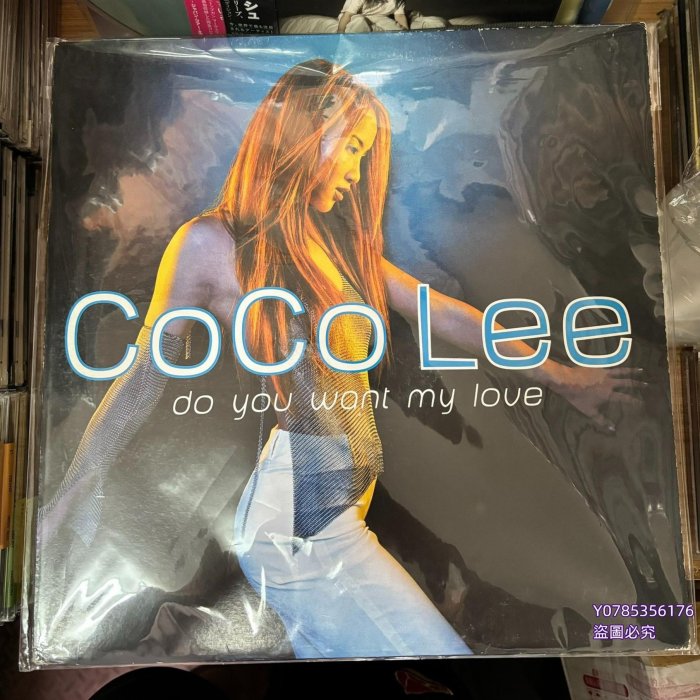 CoCo Lee
do you want my love
Y0785356176
盜圖必究